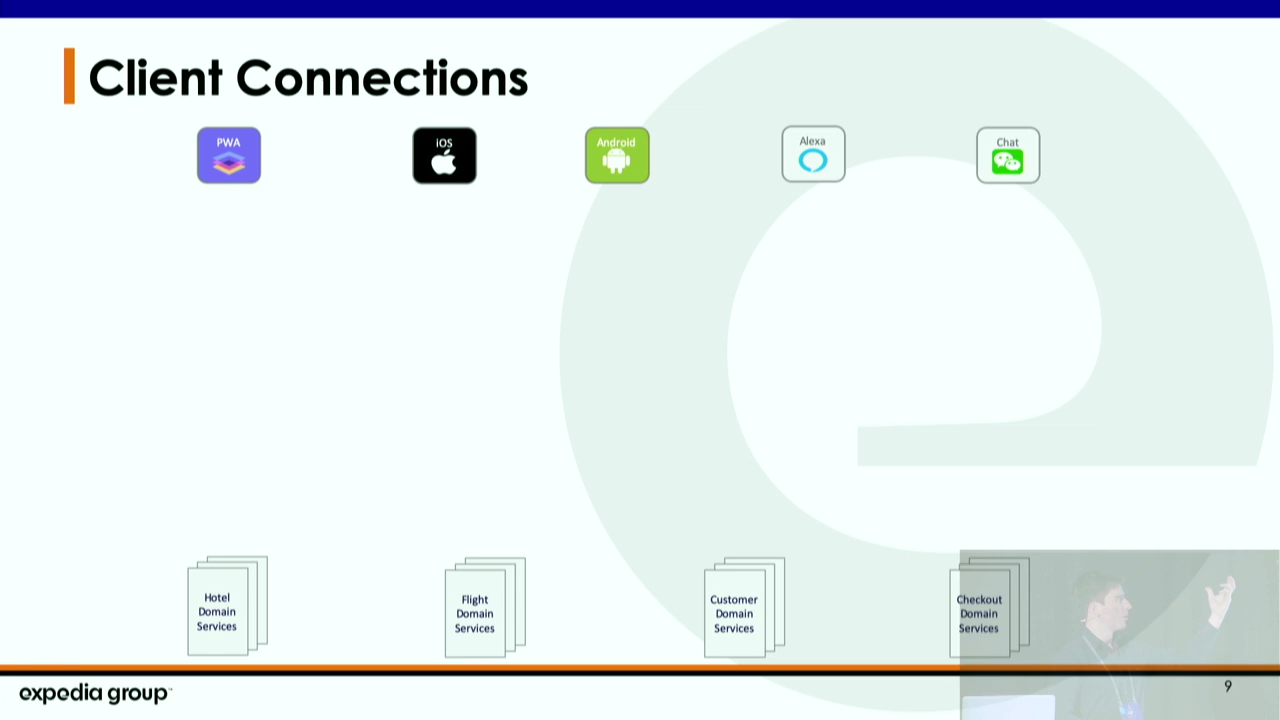 Client Connections
PWA
iOS
Android
Alexa
Chat
Hotel
Domain
Services
Flight
Domain
Services
Customer
Domain
Services
Checkout
Domain
Services
expedia group™
9